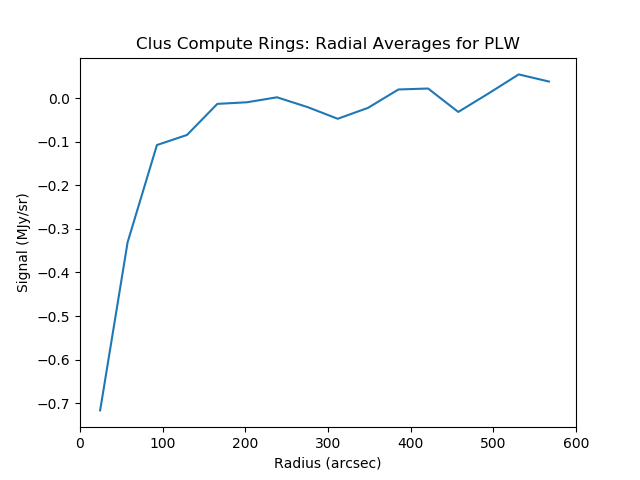 Clus Compute Rings: Radial Averages for PLW
Signal (MJy/sr)
0.0
−0.1
−0.2
−0.3
−0.4
−0.5
−0.6
−0.7
0 100 200 300 400 500 600
Radius (arcsec)